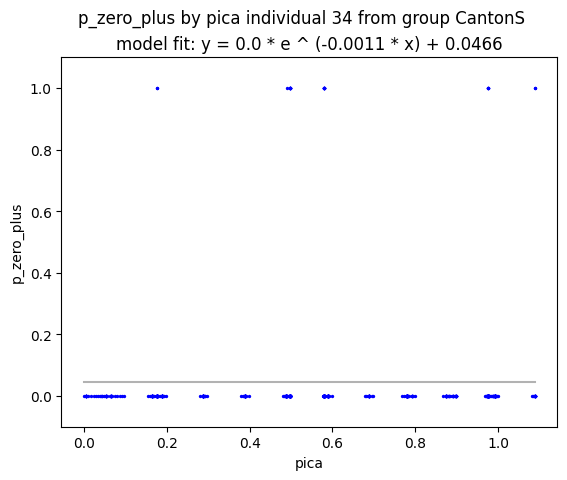 p_zero_plus by pica individual 34 from group CantonS
model fit: y = 0.0 * e ^ (-0.0011 * x) + 0.0466
1.0
0.8
0.6
0.4
0.2
0.0
p_zero_plus
0.0 0.2 0.4 0.6 0.8 1.0
pica